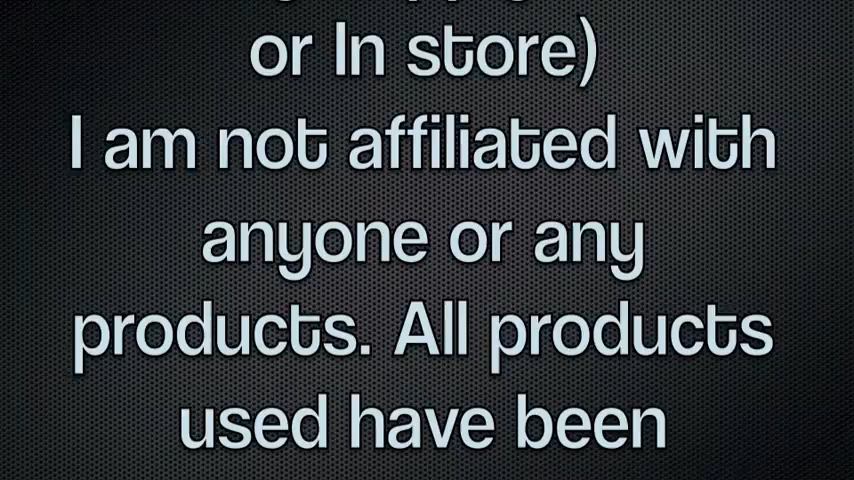 or In store)
I am not affiliated with
anyone or any
products. All products
used have been